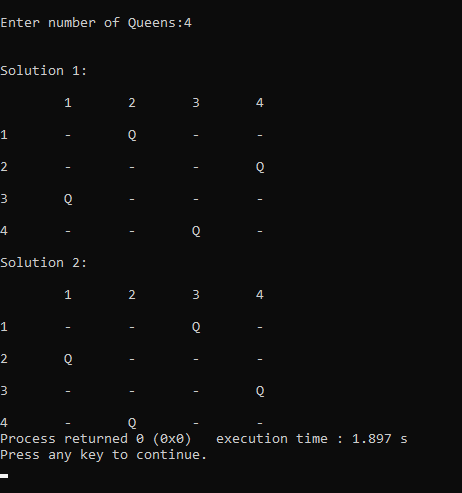 Enter number of Queens:4
Solution 1:
1 2 3 4
1 - Q - -
2 - - - Q
3 Q - - -
4 - - Q -
Solution 2:
1 2 3 4
1 - - Q -
2 Q - - -
3 - - - Q
4 - Q - -
Process returned 0 (0x0)   execution time : 1.897 s
Press any key to continue.